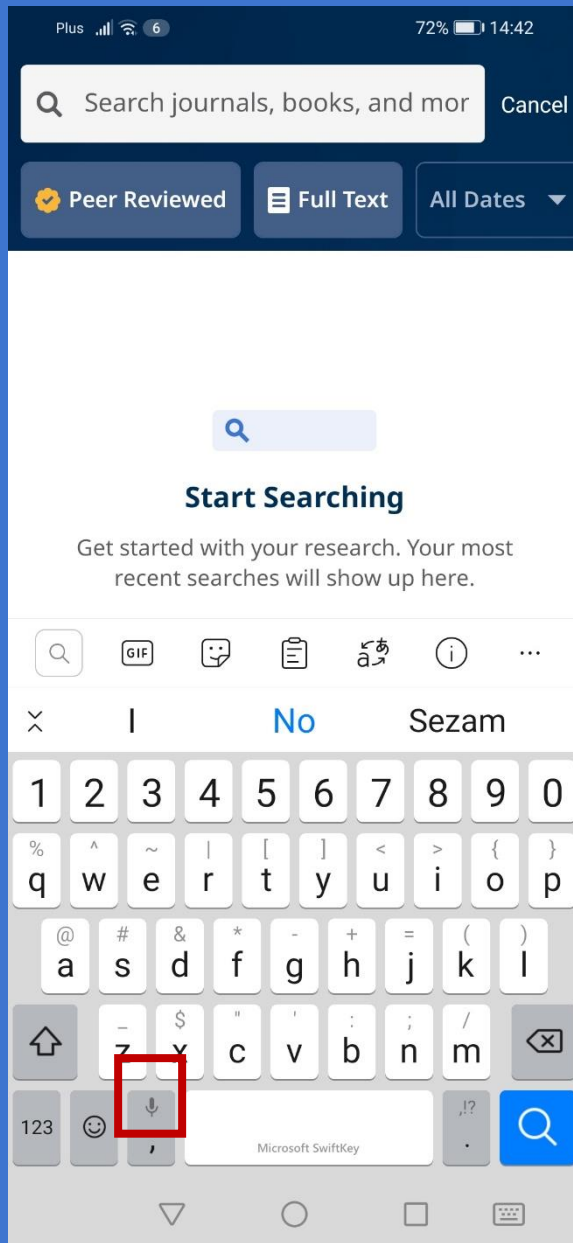 Plus 6 72% 14:42
Search journals, books, and mor Cancel
Peer Reviewed Full Text All Dates
Start Searching
Get started with your research. Your most
recent searches will show up here.
GIF あ a
I No Sezam
1 2 3 4 5 6 7 8 9 0
% ^ ~ | [ ] < > { }
q w e r t y u i o p
@ # & * - + = ( )
a s d f g h j k l
_ $ " ' : ; /
z x c v b n m
,!?
123 , Microsoft SwiftKey .